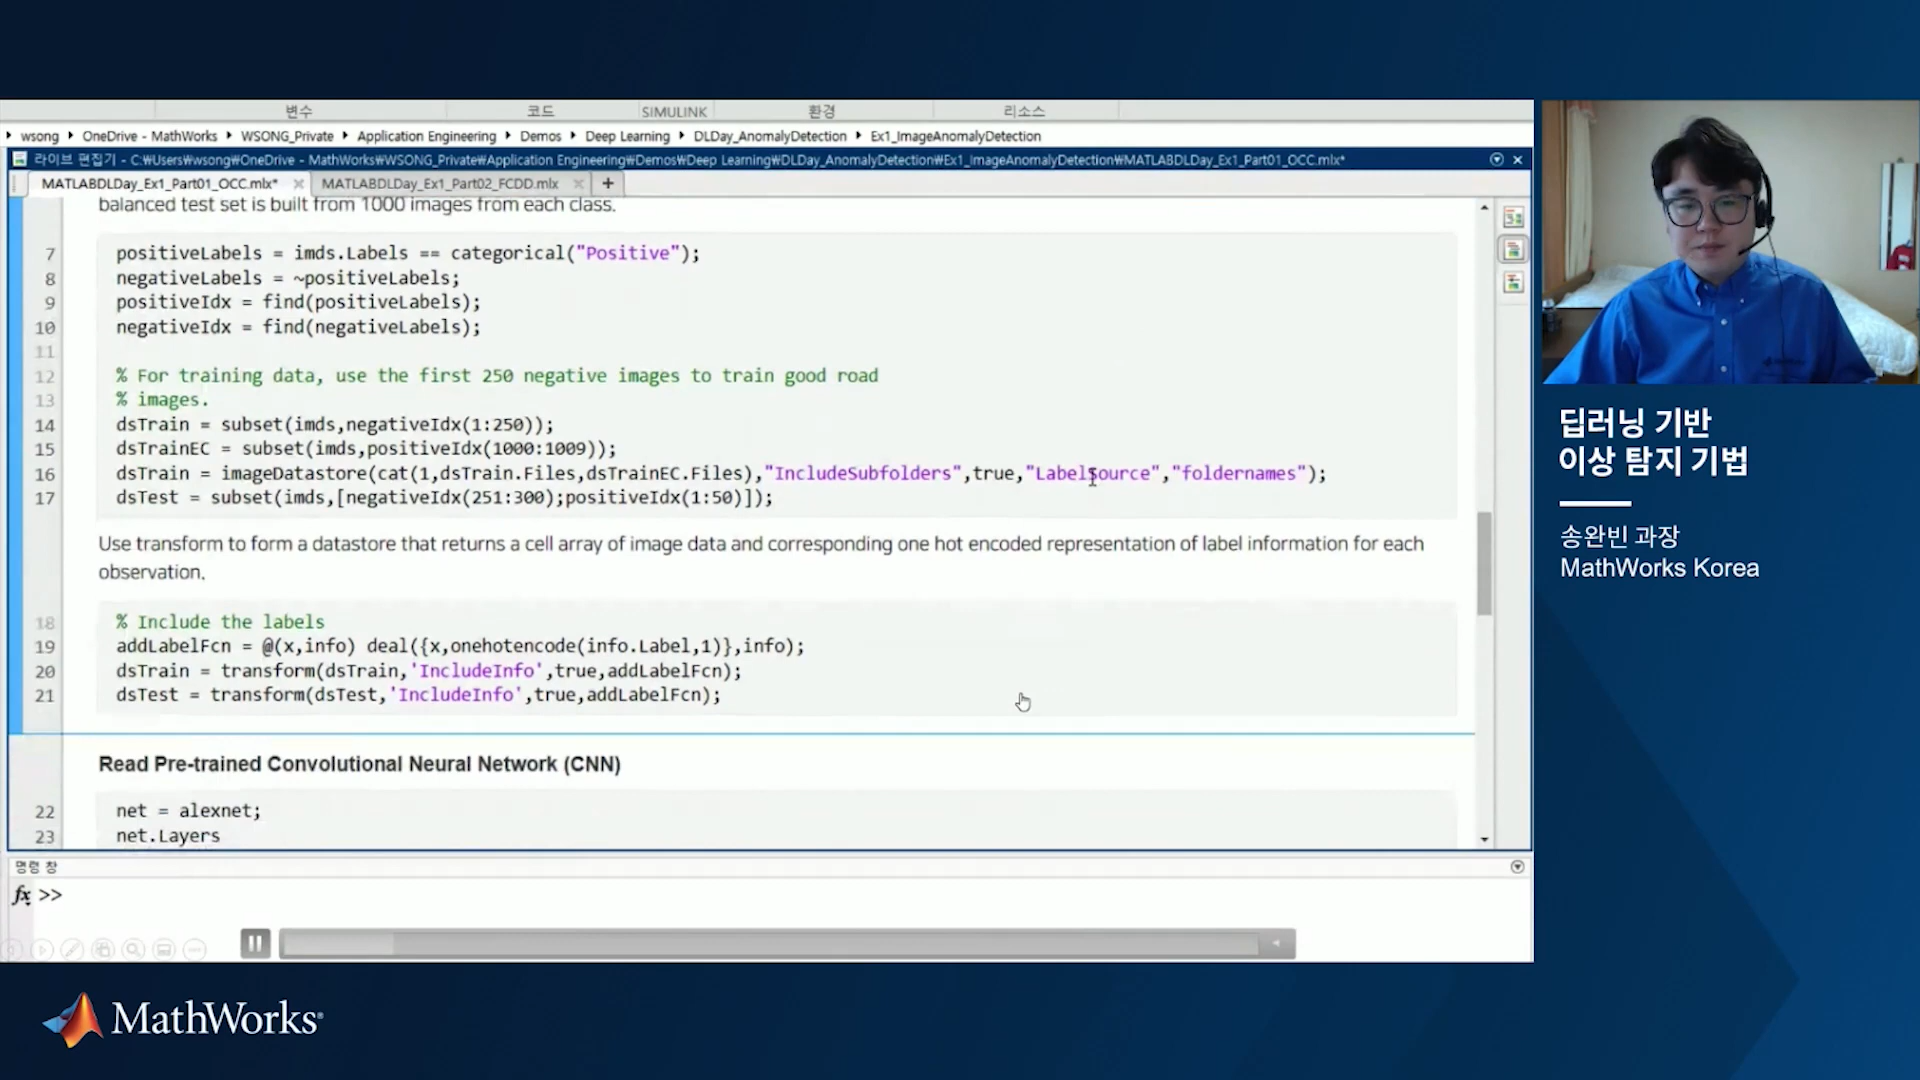 변수 코드 SIMULINK 환경 리소스
wsong OneDrive - MathWorks WSONG_Private Application Engineering Demos Deep Learning DLDay_AnomalyDetection Ex1_ImageAnomalyDetection
라이브 편집기 - C:₩Users₩wsong₩OneDrive - MathWorks₩WSONG_Private₩Application Engineering₩Demos₩Deep Learning₩DLDay_AnomalyDetection₩Ex1_ImageAnomalyDetection₩MATLABDLDay_Ex1_Part01_OCC.mlx*
MATLABDLDay_Ex1_Part01_OCC.mlx* MATLABDLDay_Ex1_Part02_FCDD.mlx +
balanced test set is built from 1000 images from each class.
7 positiveLabels = imds.Labels == categorical("Positive");
8 negativeLabels = ~positiveLabels;
9 positiveIdx = find(positiveLabels);
10 negativeIdx = find(negativeLabels);
11
12 % For training data, use the first 250 negative images to train good road
13 % images.
14 dsTrain = subset(imds,negativeIdx(1:250));
15 dsTrainEC = subset(imds,positiveIdx(1000:1009));
16 dsTrain = imageDatastore(cat(1,dsTrain.Files,dsTrainEC.Files),"IncludeSubfolders",true,"LabelSource","foldernames");
17 dsTest = subset(imds,[negativeIdx(251:300);positiveIdx(1:50)]);
Use transform to form a datastore that returns a cell array of image data and corresponding one hot encoded representation of label information for each
observation.
18 % Include the labels
19 addLabelFcn = @(x,info) deal({x,onehotencode(info.Label,1)},info);
20 dsTrain = transform(dsTrain,'IncludeInfo',true,addLabelFcn);
21 dsTest = transform(dsTest,'IncludeInfo',true,addLabelFcn);
Read Pre-trained Convolutional Neural Network (CNN)
22 net = alexnet;
23 net.Layers
명령 창
fx >>
딥러닝 기반
이상 탐지 기법
송완빈 과장
MathWorks Korea
MathWorks